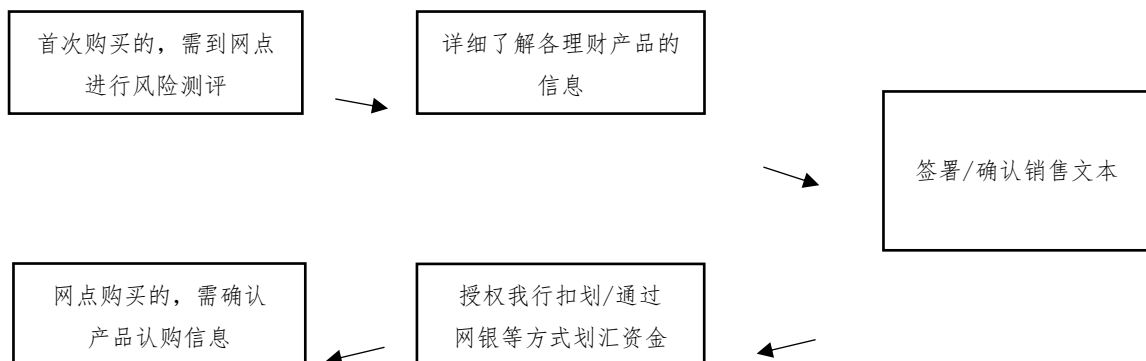 首次购买的，需到网点
进行风险测评
详细了解各理财产品的
信息
签署/确认销售文本
授权我行扣划/通过
网银等方式划汇资金
网点购买的，需确认
产品认购信息